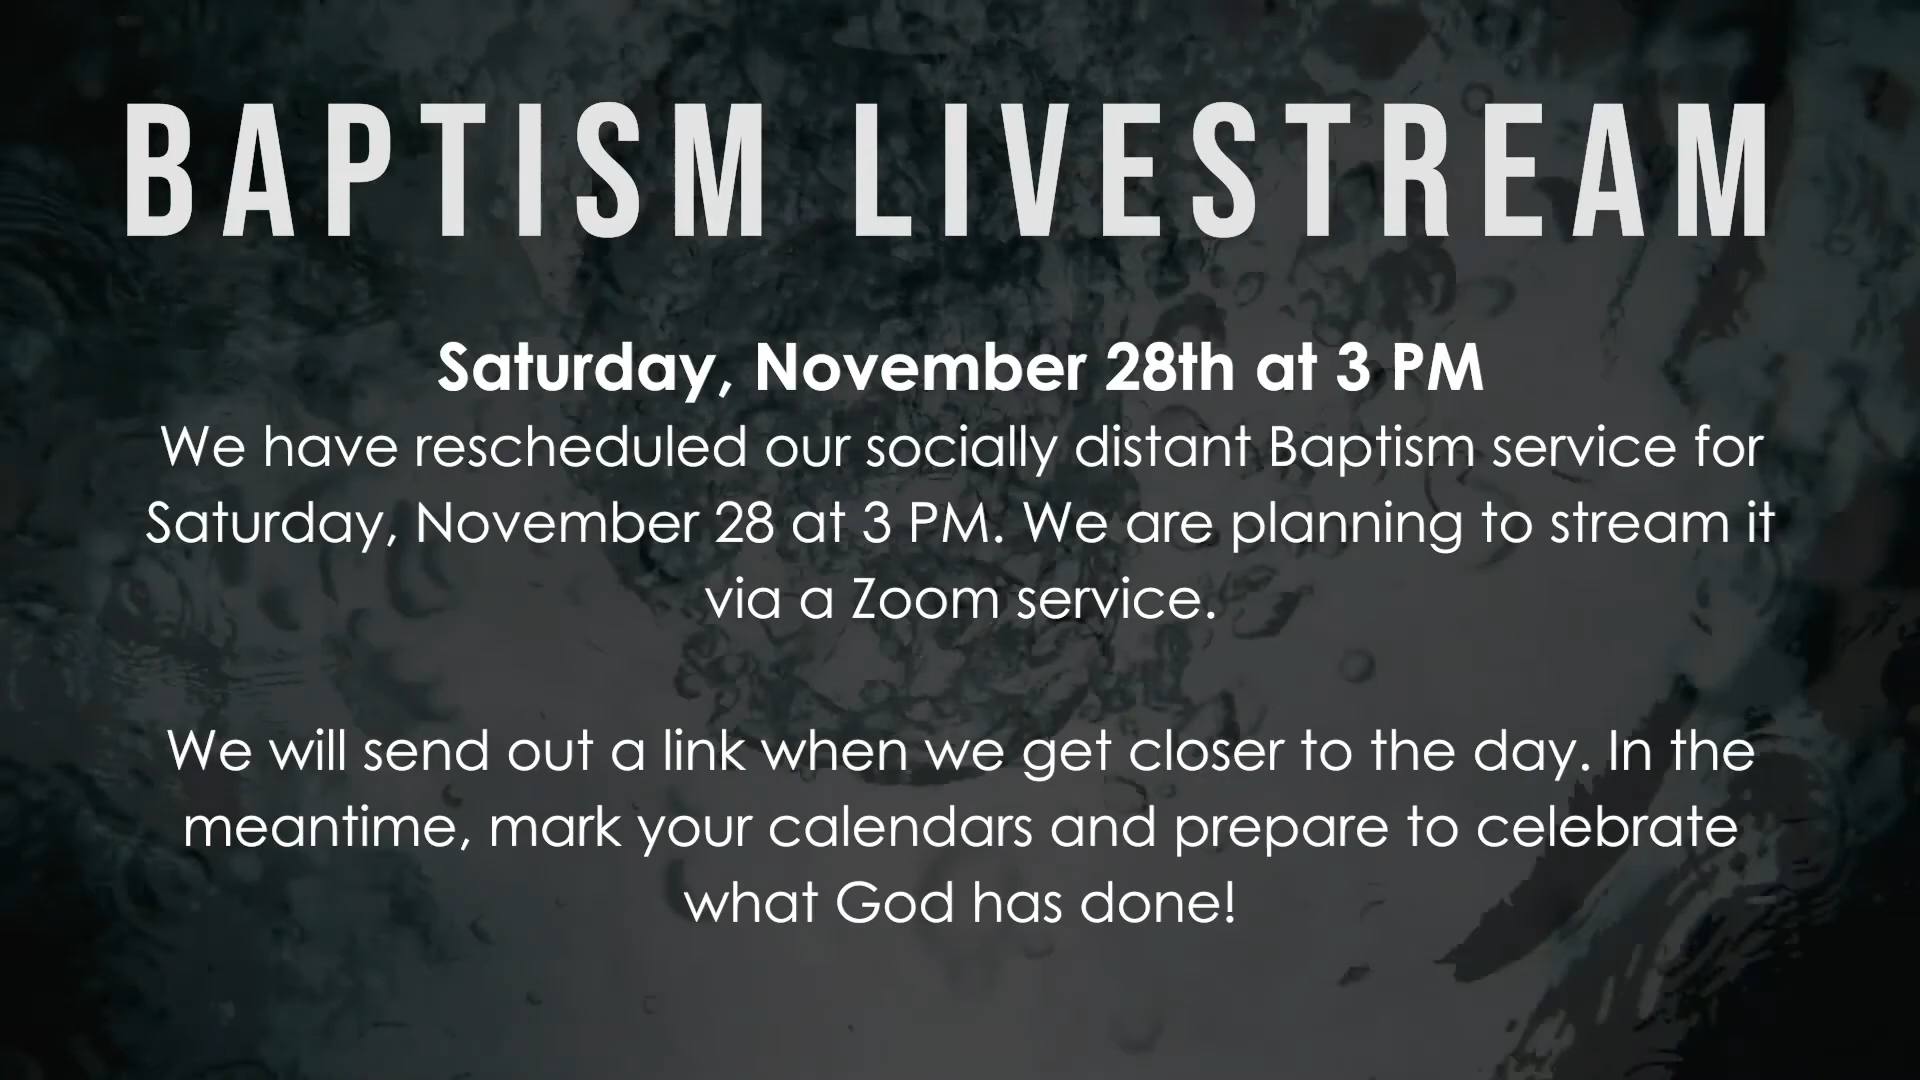 BAPTISM LIVESTREAM
Saturday, November 28th at 3 PM
We have rescheduled our socially distant Baptism service for
Saturday, November 28 at 3 PM. We are planning to stream it
via a Zoom service.
We will send out a link when we get closer to the day. In the
meantime, mark your calendars and prepare to celebrate
what God has done!